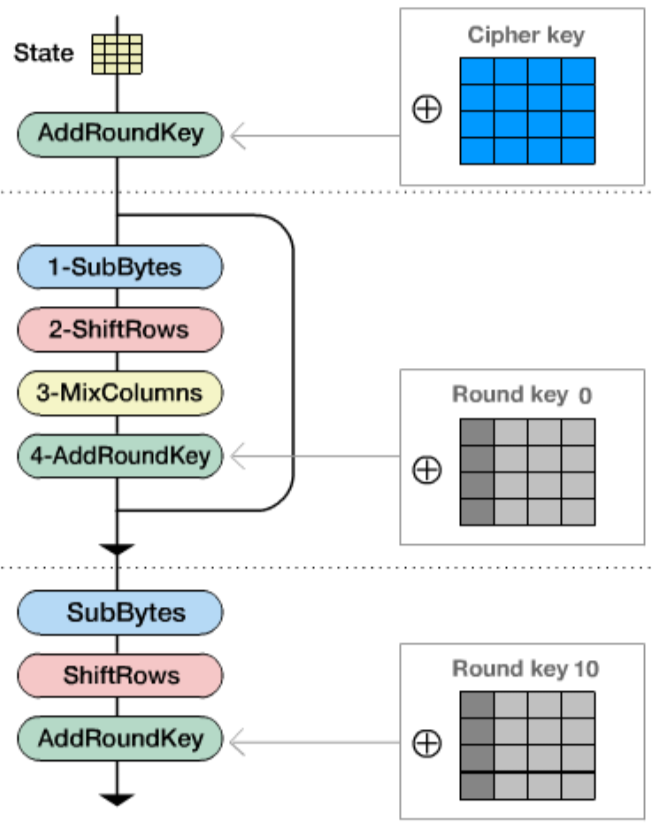 State
Cipher key
AddRoundKey
1-SubBytes
2-ShiftRows
3-MixColumns
Round key 0
4-AddRoundKey
SubBytes
ShiftRows
Round key 10
AddRoundKey